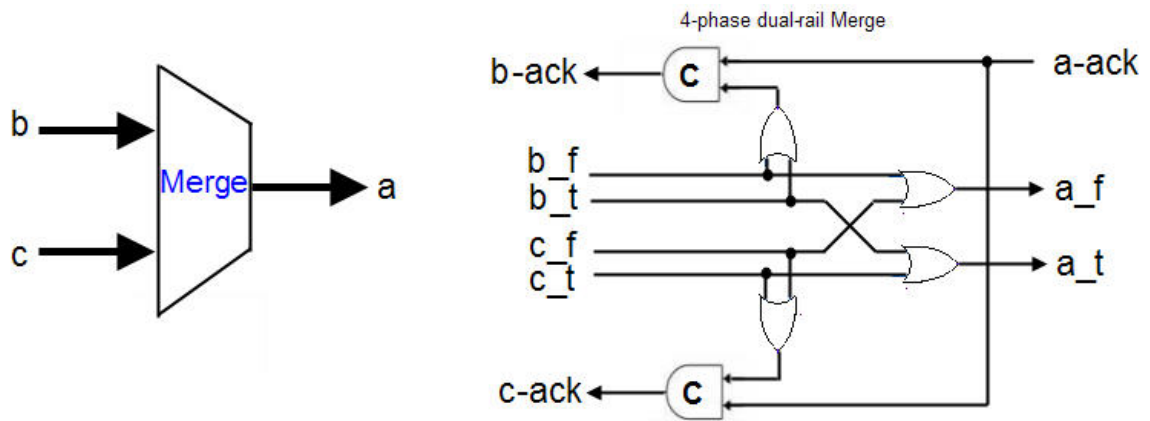 4-phase dual-rail Merge
b
c
Merge
a
b-ack
C
a-ack
b_f
b_t
c_f
c_t
a_f
a_t
c-ack
C